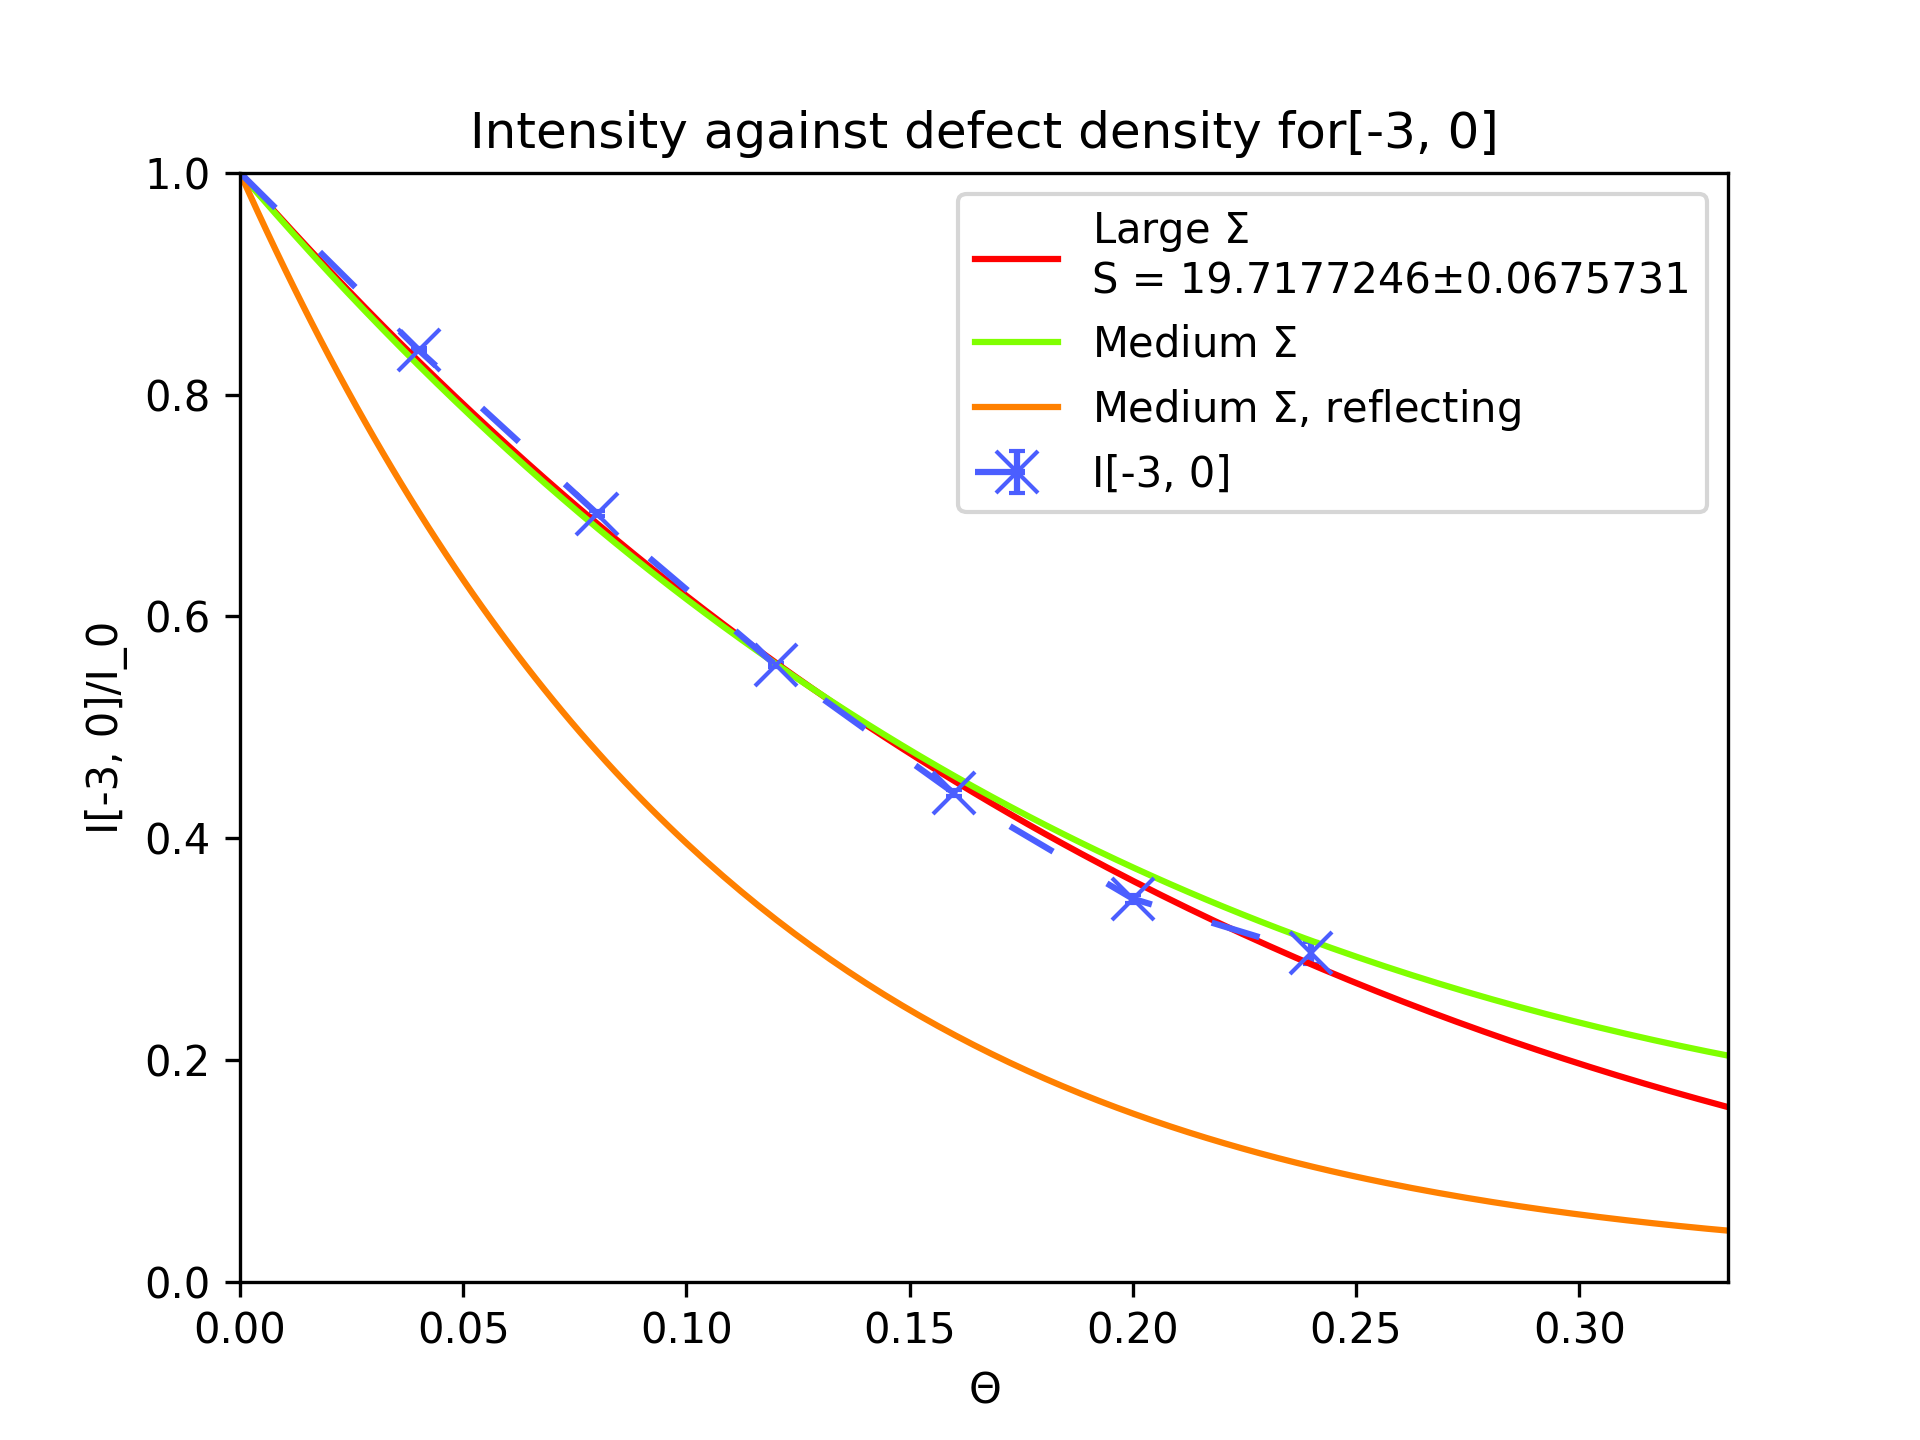 Intensity against defect density for[-3, 0]
Large Σ
S = 19.7177246±0.0675731
Medium Σ
Medium Σ, reflecting
I[-3, 0]
I[-3, 0]/I_0
1.0
0.8
0.6
0.4
0.2
0.0
0.00 0.05 0.10 0.15 0.20 0.25 0.30
Θ